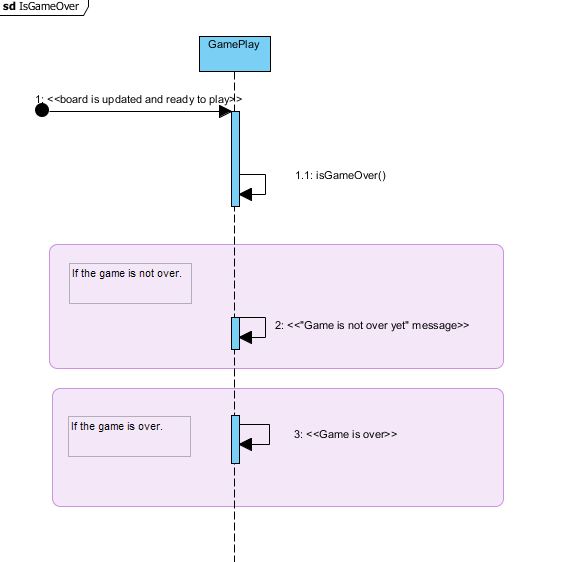 sd IsGameOver
GamePlay
1: <<board is updated and ready to play>>
1.1: isGameOver()
If the game is not over.
2: <<"Game is not over yet" message>>
If the game is over.
3: <<Game is over>>